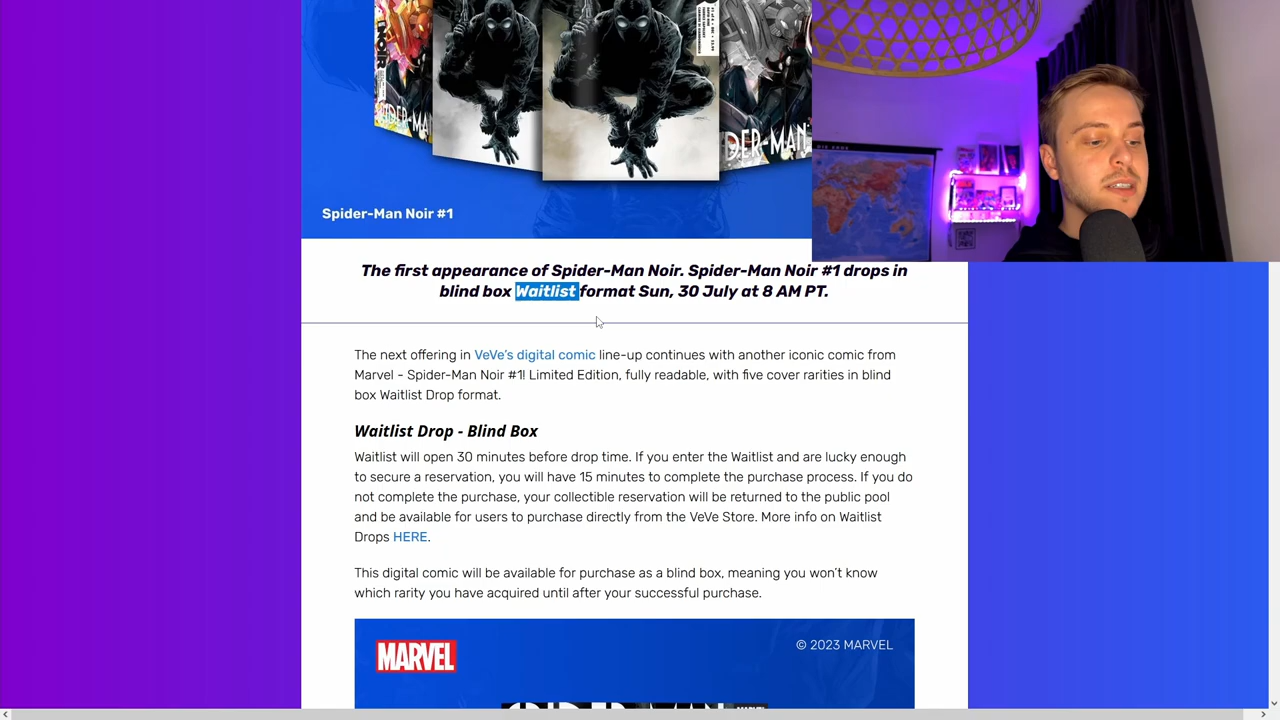 NOIR
SPIDER-MAN
SPIDER-MAN
DIE ERDE
Spider-Man Noir #1
The first appearance of Spider-Man Noir. Spider-Man Noir #1 drops in
blind box Waitlist format Sun, 30 July at 8 AM PT.
The next offering in VeVe's digital comic line-up continues with another iconic comic from
Marvel - Spider-Man Noir #1! Limited Edition, fully readable, with five cover rarities in blind
box Waitlist Drop format.
Waitlist Drop - Blind Box
Waitlist will open 30 minutes before drop time. If you enter the Waitlist and are lucky enough
to secure a reservation, you will have 15 minutes to complete the purchase process. If you do
not complete the purchase, your collectible reservation will be returned to the public pool
and be available for users to purchase directly from the VeVe Store. More info on Waitlist
Drops HERE.
This digital comic will be available for purchase as a blind box, meaning you won't know
which rarity you have acquired until after your successful purchase.
MARVEL
© 2023 MARVEL